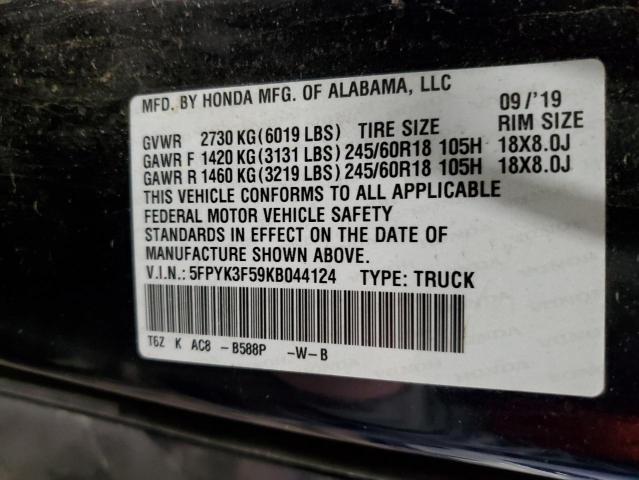 MFD. BY HONDA MFG. OF ALABAMA, LLC 09/'19
GVWR 2730 KG (6019 LBS) TIRE SIZE RIM SIZE
GAWR F 1420 KG (3131 LBS) 245/60R18 105H 18X8.0J
GAWR R 1460 KG (3219 LBS) 245/60R18 105H 18X8.0J
THIS VEHICLE CONFORMS TO ALL APPLICABLE
FEDERAL MOTOR VEHICLE SAFETY
STANDARDS IN EFFECT ON THE DATE OF
MANUFACTURE SHOWN ABOVE.
V.I.N.: 5FPYK3F59KB044124 TYPE: TRUCK
T6Z K AC8 - B588P -W-B